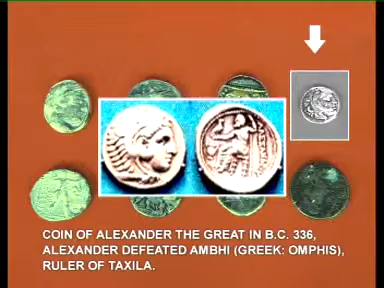 COIN OF ALEXANDER THE GREAT IN B.C. 336,
ALEXANDER DEFEATED AMBHI (GREEK: OMPHIS),
RULER OF TAXILA.